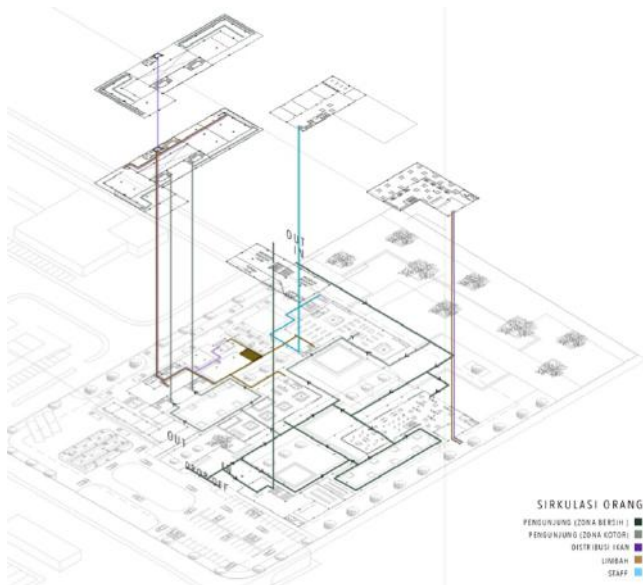 OUT
IN
OUT
DROP OFF
SIRKULASI ORANG
PENGUNJUNG (ZONA BERSIH )
PENGUNJUNG (ZONA KOTOR)
DISTRIBUSI IKAN
LIMBAH
STAFF